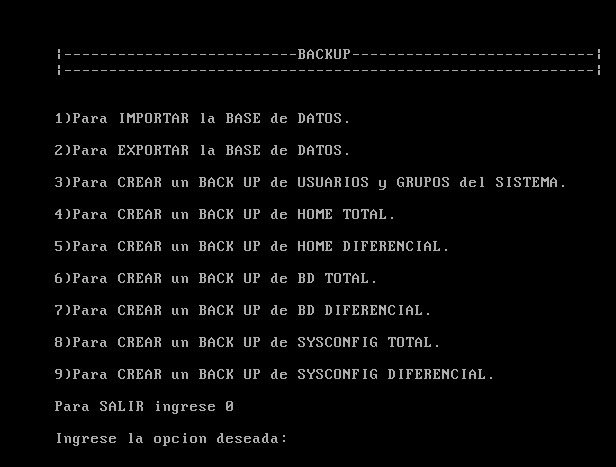 ¦--------------------------BACKUP---------------------------¦
¦-----------------------------------------------------------¦
1)Para IMPORTAR la BASE de DATOS.
2)Para EXPORTAR la BASE de DATOS.
3)Para CREAR un BACK UP de USUARIOS y GRUPOS del SISTEMA.
4)Para CREAR un BACK UP de HOME TOTAL.
5)Para CREAR un BACK UP de HOME DIFERENCIAL.
6)Para CREAR un BACK UP de BD TOTAL.
7)Para CREAR un BACK UP de BD DIFERENCIAL.
8)Para CREAR un BACK UP de SYSCONFIG TOTAL.
9)Para CREAR un BACK UP de SYSCONFIG DIFERENCIAL.
Para SALIR ingrese 0
Ingrese la opcion deseada: